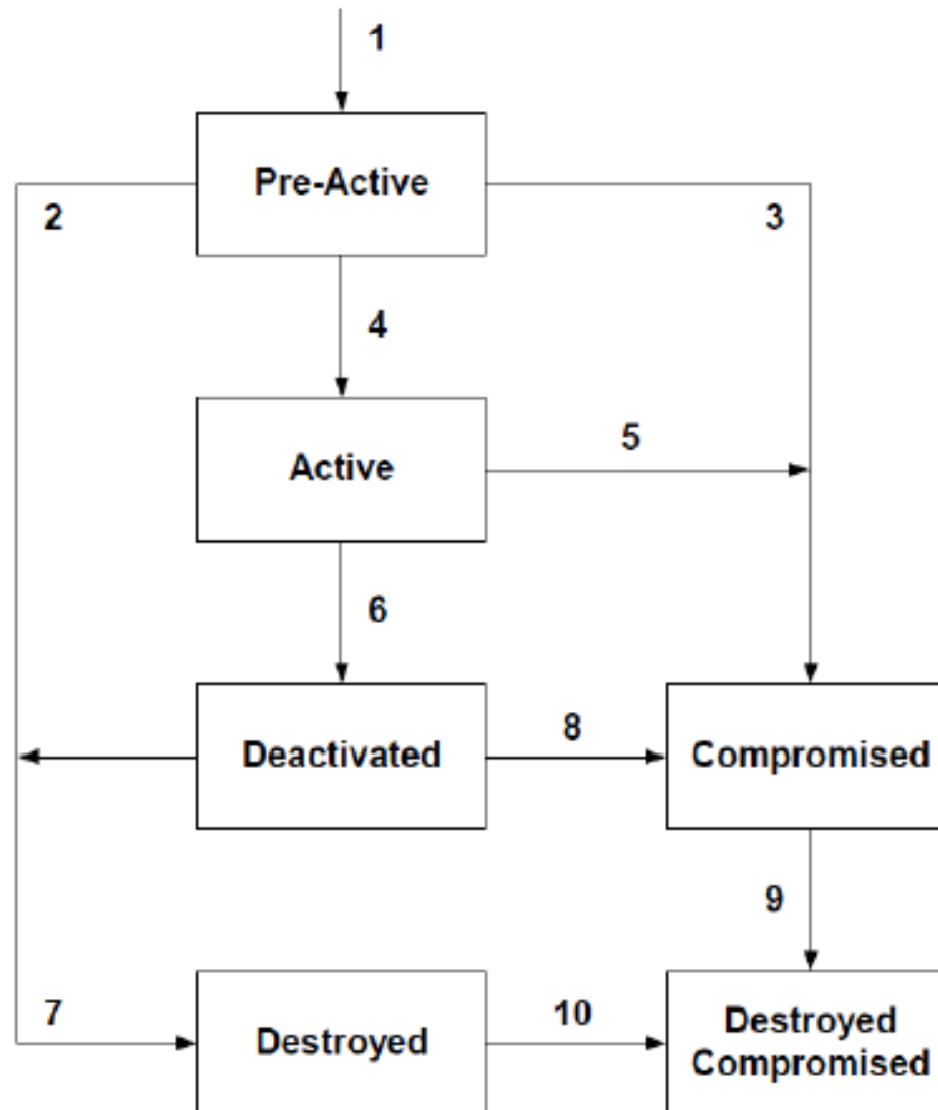 1
Pre-Active
2
3
4
Active
5
6
Deactivated
8
Compromised
9
7
Destroyed
10
Destroyed
Compromised